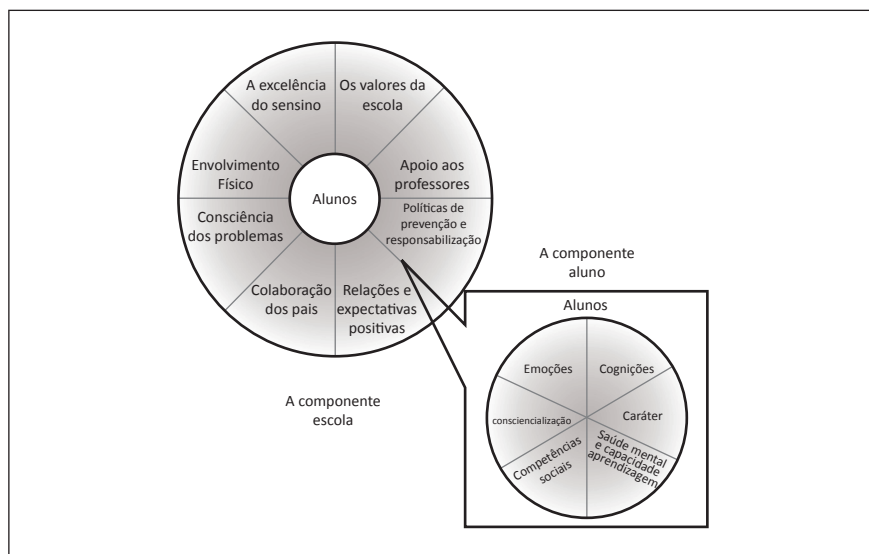 A excelência
do sensino
Os valores da
escola
Envolvimento
Físico
Apoio aos
professores
Alunos
Consciência
dos problemas
Políticas de
prevenção e
responsabilização
Colaboração
dos pais
Relações e
expectativas
positivas
A componente
aluno
A componente
escola
Alunos
Emoções
Cognições
consciencialização
Caráter
Competências
sociais
Saúde mental
e capacidade
aprendizagem